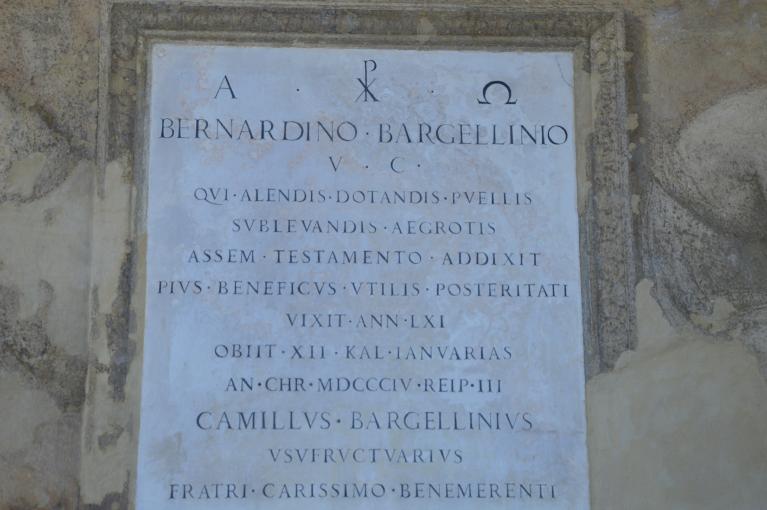 A · ☧ · Ω
BERNARDINO · BARGELLINIO
V · C ·
QVI · ALENDIS · DOTANDIS · PVELLIS
SVBLEVANDIS · AEGROTIS
ASSEM · TESTAMENTO · ADDIXIT
PIVS · BENEFICVS · VTILIS · POSTERITATI
VIXIT · ANN · LXI
OBIIT · XII · KAL · IANVARIAS
AN · CHR · MDCCCIV · REIP · III
CAMILLVS · BARGELLINIVS
VSVFRVCTVARIVS
FRATRI · CARISSIMO · BENEMERENTI